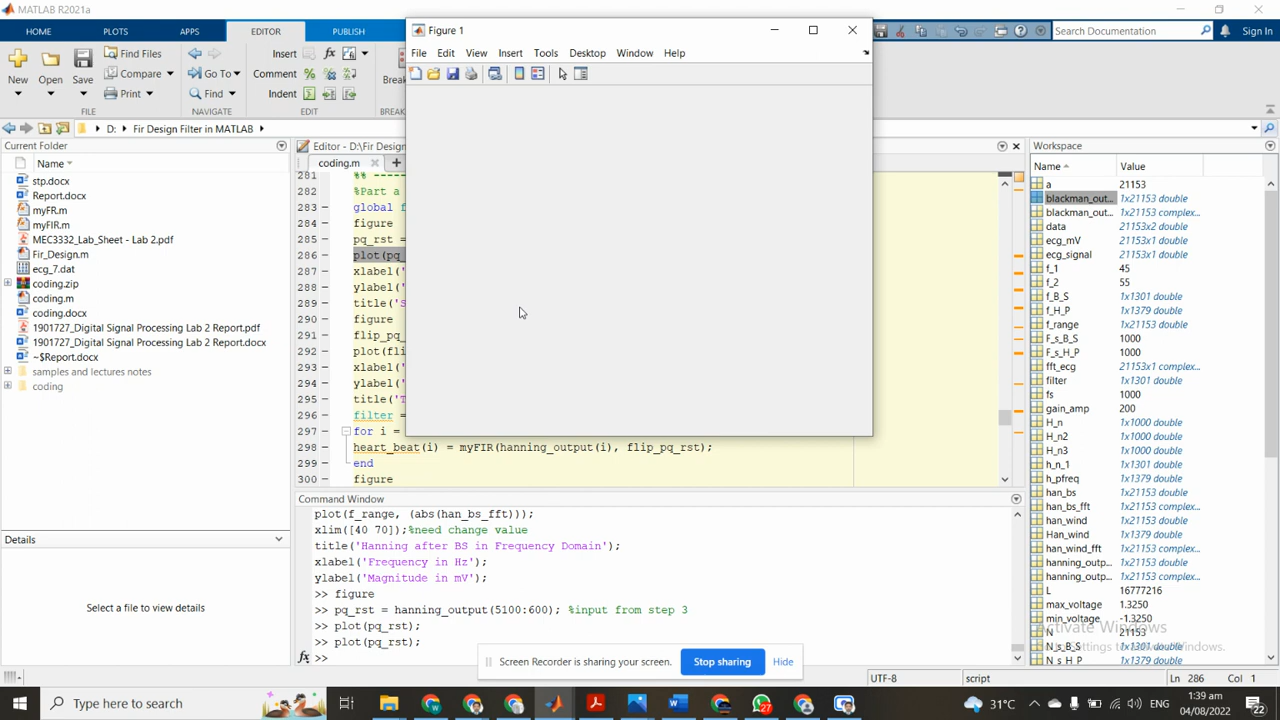 MATLAB R2021a
HOME PLOTS APPS EDITOR PUBLISH
Search Documentation
Sign In
New Open Save
Find Files
Compare
Print
FILE
Go To
Find
NAVIGATE
Insert
Comment
Indent
EDIT
Figure 1
File Edit View Insert Tools Desktop Window Help
D: Fir Design Filter in MATLAB
Current Folder
Name
stp.docx
Report.docx
myFR.m
myFIR.m
MEC3332_Lab_Sheet - Lab 2.pdf
Fir_Design.m
ecg_7.dat
coding.zip
coding.m
coding.docx
1901727_Digital Signal Processing Lab 2 Report.pdf
1901727_Digital Signal Processing Lab 2 Report.docx
~$Report.docx
samples and lectures notes
coding
Details
Select a file to view details
Editor - D:\Fir Design
coding.m
281 %%
282 %Part a
283 global f
284 figure
285 pq_rst =
286 plot(pq_
287 xlabel('
288 ylabel('
289 title('S
290 figure
291 flip_pq_
292 plot(fli
293 xlabel('
294 ylabel('
295 title('T
296 filter =
297 for i =
298 heart_beat(i) = myFIR(hanning_output(i), flip_pq_rst);
299 end
300 figure
Command Window
plot(f_range, (abs(han_bs_fft)));
xlim([40 70]);%need change value
title('Hanning after BS in Frequency Domain');
xlabel('Frequency in Hz');
ylabel('Magnitude in mV');
>> figure
>> pq_rst = hanning_output(5100:600); %input from step 3
>> plot(pq_rst);
>> plot(pq_rst);
fx >>
Workspace
Name Value
a 21153
blackman_out... 1x21153 double
blackman_out... 1x21153 complex...
data 21153x2 double
ecg_mV 21153x1 double
ecg_signal 21153x1 double
f_1 45
f_2 55
f_B_S 1x1301 double
f_H_P 1x1379 double
f_range 1x21153 double
F_s_B_S 1000
F_s_H_P 1000
fft_ecg 21153x1 complex...
filter 1x1301 double
fs 1000
gain_amp 200
H_n 1x1000 double
H_n2 1x1000 double
H_n3 1x1000 double
h_n_1 1x1301 double
h_pfreq 1x1379 double
han_bs 1x21153 double
han_bs_fft 1x21153 complex...
han_wind 1x21153 double
Han_wind 1x1379 double
han_wind_fft 1x21153 complex...
hanning_outp... 1x21153 double
hanning_outp... 1x21153 complex...
L 16777216
max_voltage 1.3250
min_voltage -1.3250
N 21153
N_s_B_S 1x1301 double
N_s_H_P 1x1379 double
Activate Windows
Screen Recorder is sharing your screen.
Stop sharing
Hide
UTF-8 script Ln 286 Col 1
Type here to search
27
31°C
ENG
1:39 am
04/08/2022
22